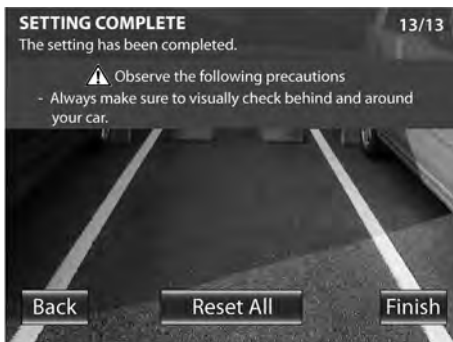 SETTING COMPLETE 13/13
The setting has been completed.
Observe the following precautions
- Always make sure to visually check behind and around
your car.
Back Reset All Finish